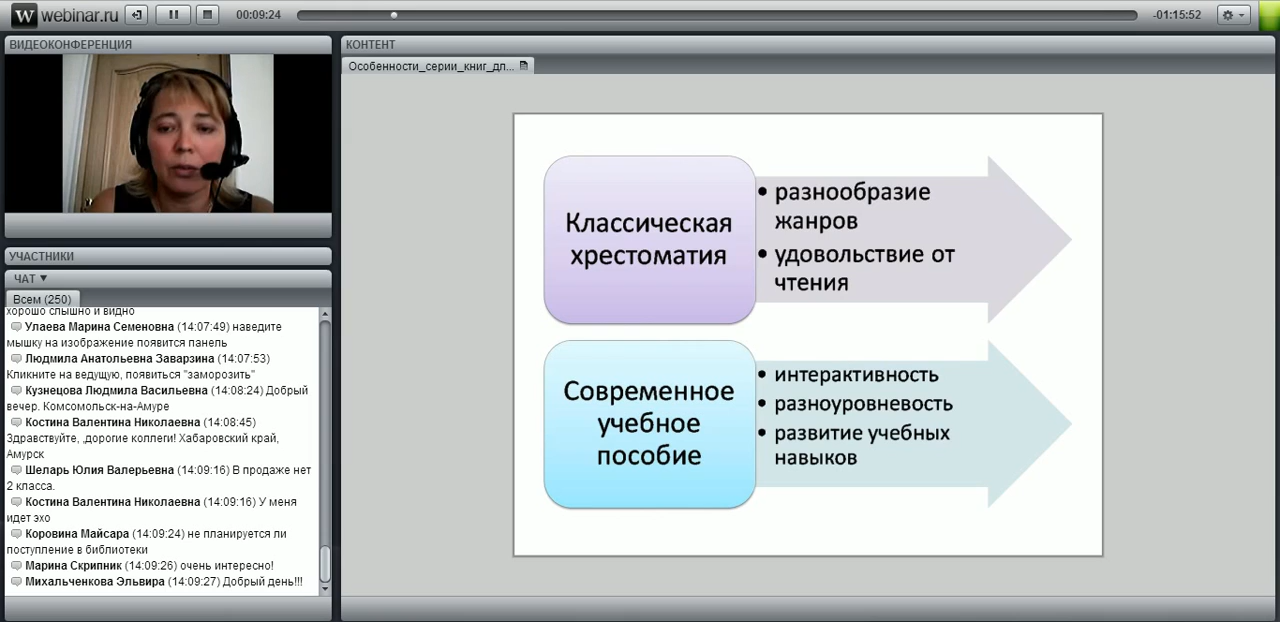 W webinar.ru
00:09:24
-01:15:52
ВИДЕОКОНФЕРЕНЦИЯ
УЧАСТНИКИ
ЧАТ ▼
Всем (250)
хорошо слышно и видно
Улаева Марина Семеновна (14:07:49) наведите
мышку на изображение появится панель
Людмила Анатольевна Заварзина (14:07:53)
Кликните на ведущую, появиться "заморозить"
Кузнецова Людмила Васильевна (14:08:24) Добрый
вечер. Комсомольск-на-Амуре
Костина Валентина Николаевна (14:08:45)
Здравствуйте, ,дорогие коллеги! Хабаровский край,
Амурск
Шеларь Юлия Валерьевна (14:09:16) В продаже нет
2 класса.
Костина Валентина Николаевна (14:09:16) У меня
идет эхо
Коровина Майсара (14:09:24) не планируется ли
поступление в библиотеки
Марина Скрипник (14:09:26) очень интересно!
Михальченкова Эльвира (14:09:27) Добрый день!!!
КОНТЕНТ
Особенности_серии_книг_дл...
Классическая
хрестоматия
• разнообразие
жанров
• удовольствие от
чтения
Современное
учебное
пособие
• интерактивность
• разноуровневость
• развитие учебных
навыков